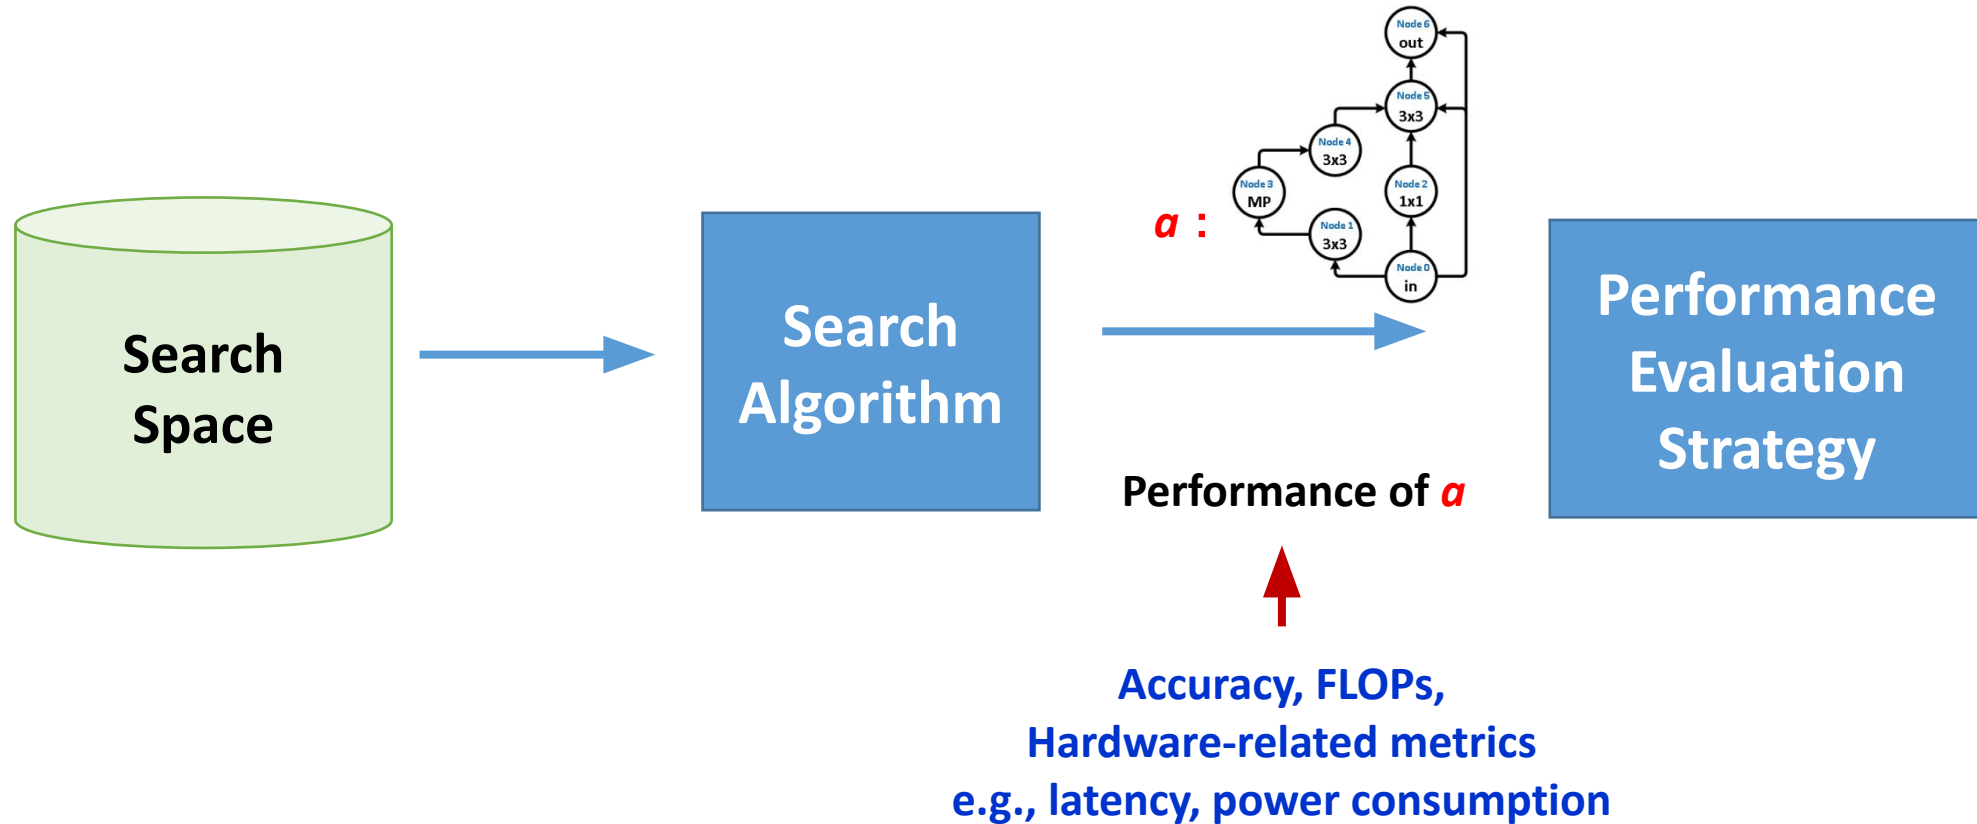 Search
Space
Search
Algorithm
a :
Node 6
out
Node 5
3x3
Node 4
3x3
Node 3
MP
Node 2
1x1
Node 1
3x3
Node 0
in
Performance
Evaluation
Strategy
Performance of a
Accuracy, FLOPs,
Hardware-related metrics
e.g., latency, power consumption